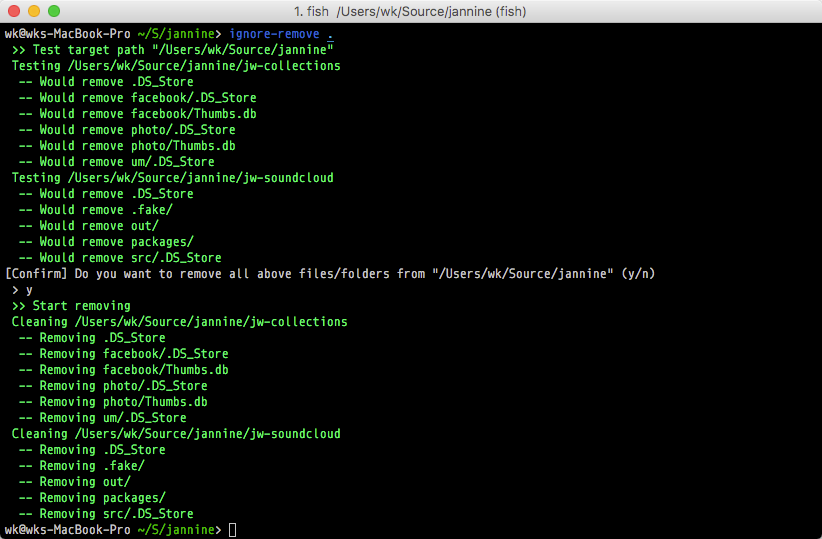 1. fish /Users/wk/Source/jannine (fish)
wk@wks-MacBook-Pro ~/S/jannine> ignore-remove .
>> Test target path "/Users/wk/Source/jannine"
Testing /Users/wk/Source/jannine/jw-collections
-- Would remove .DS_Store
-- Would remove facebook/.DS_Store
-- Would remove facebook/Thumbs.db
-- Would remove photo/.DS_Store
-- Would remove photo/Thumbs.db
-- Would remove um/.DS_Store
Testing /Users/wk/Source/jannine/jw-soundcloud
-- Would remove .DS_Store
-- Would remove .fake/
-- Would remove out/
-- Would remove packages/
-- Would remove src/.DS_Store
[Confirm] Do you want to remove all above files/folders from "/Users/wk/Source/jannine" (y/n)
> y
>> Start removing
Cleaning /Users/wk/Source/jannine/jw-collections
-- Removing .DS_Store
-- Removing facebook/.DS_Store
-- Removing facebook/Thumbs.db
-- Removing photo/.DS_Store
-- Removing photo/Thumbs.db
-- Removing um/.DS_Store
Cleaning /Users/wk/Source/jannine/jw-soundcloud
-- Removing .DS_Store
-- Removing .fake/
-- Removing out/
-- Removing packages/
-- Removing src/.DS_Store
wk@wks-MacBook-Pro ~/S/jannine>